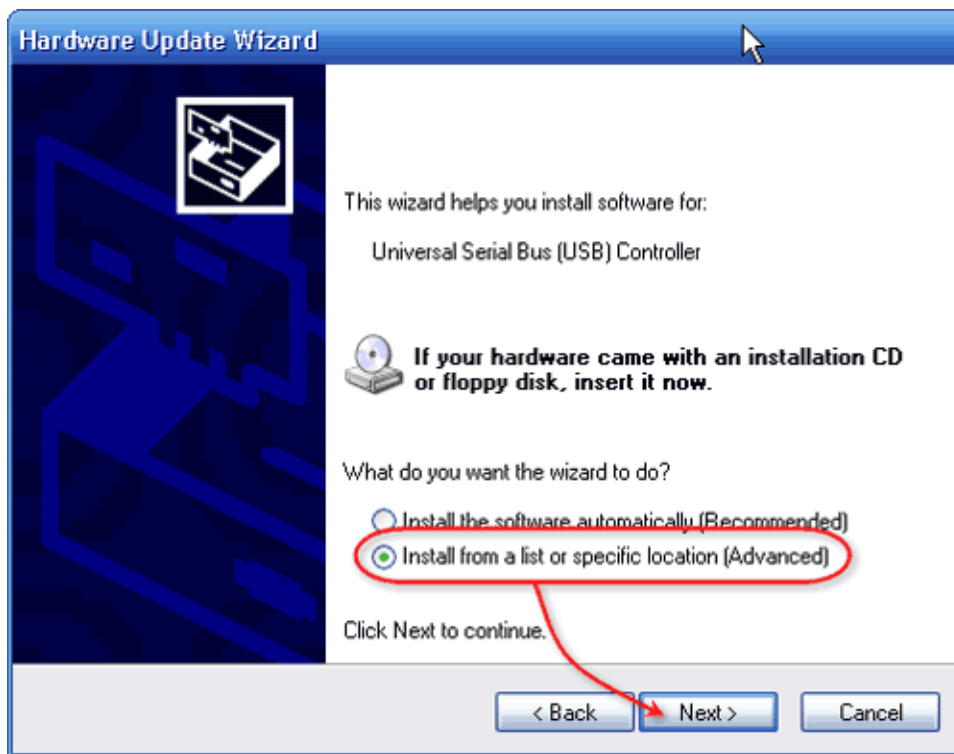 Hardware Update Wizard
This wizard helps you install software for:
Universal Serial Bus (USB) Controller
If your hardware came with an installation CD
or floppy disk, insert it now.
What do you want the wizard to do?
Install the software automatically (Recommended)
Install from a list or specific location (Advanced)
Click Next to continue.
< Back Next > Cancel